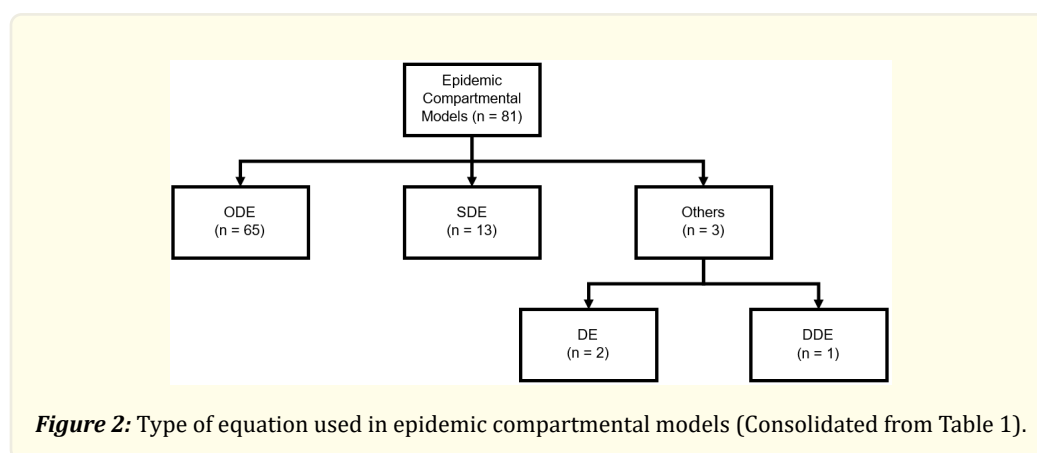 Epidemic
Compartmental
Models (n = 81)
ODE
(n = 65)
SDE
(n = 13)
Others
(n = 3)
DE
(n = 2)
DDE
(n = 1)
Figure 2: Type of equation used in epidemic compartmental models (Consolidated from Table 1).